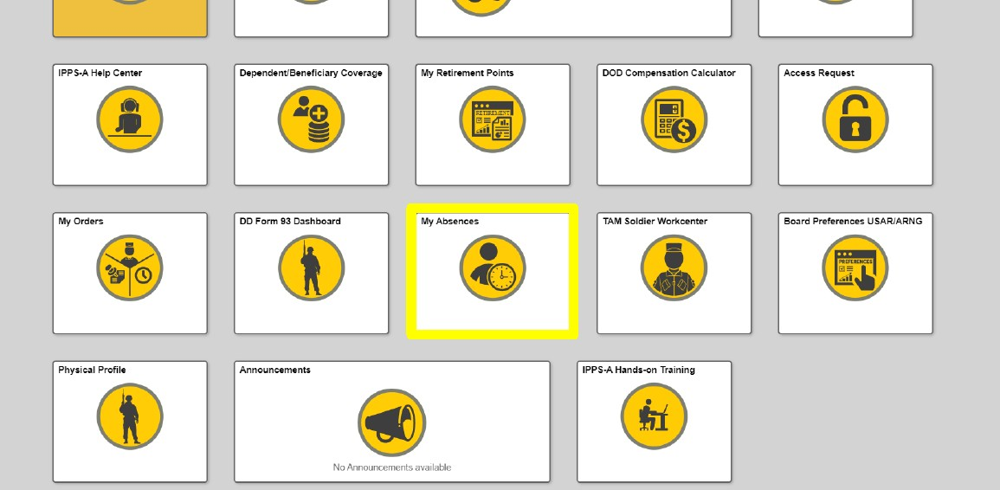 IPPS-A Help Center
Dependent/Beneficiary Coverage
My Retirement Points
RETIREMENT
DOD Compensation Calculator
Access Request
My Orders
DD Form 93 Dashboard
My Absences
TAM Soldier Workcenter
Board Preferences USAR/ARNG
PREFERENCES
Physical Profile
Announcements
No Announcements available
IPPS-A Hands-on Training